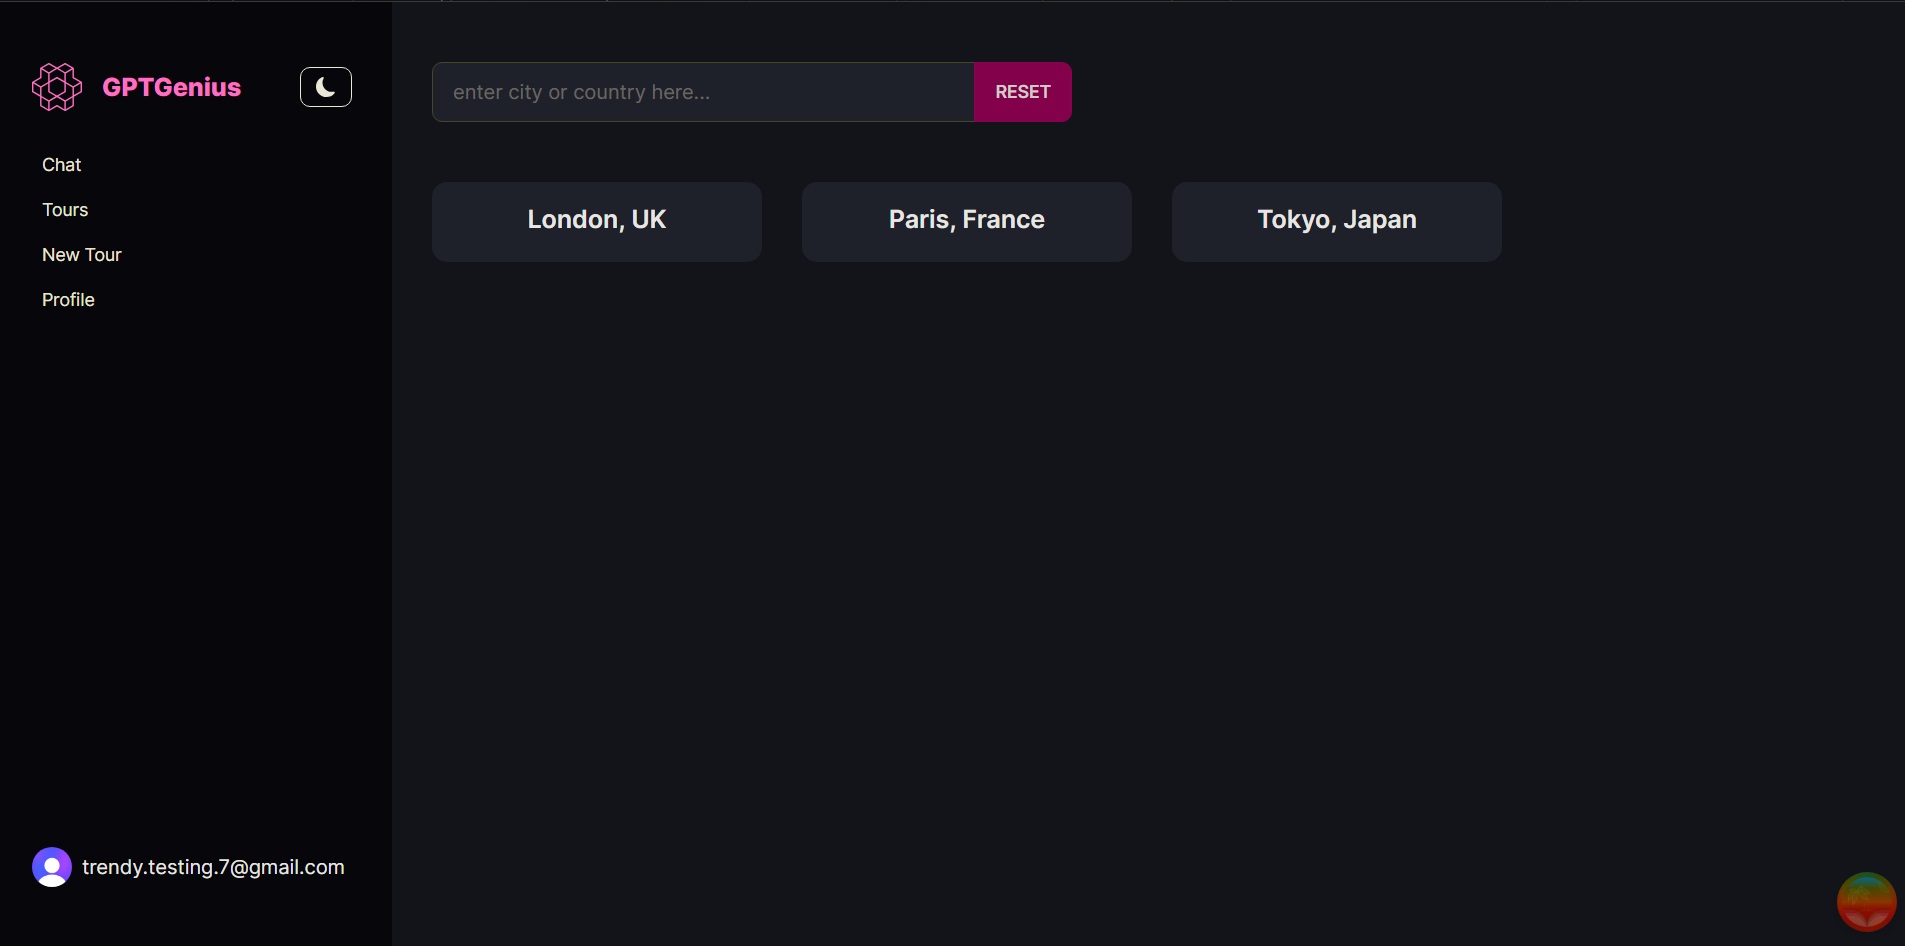 GPTGenius
Chat
Tours
New Tour
Profile
trendy.testing.7@gmail.com
enter city or country here...
RESET
London, UK
Paris, France
Tokyo, Japan